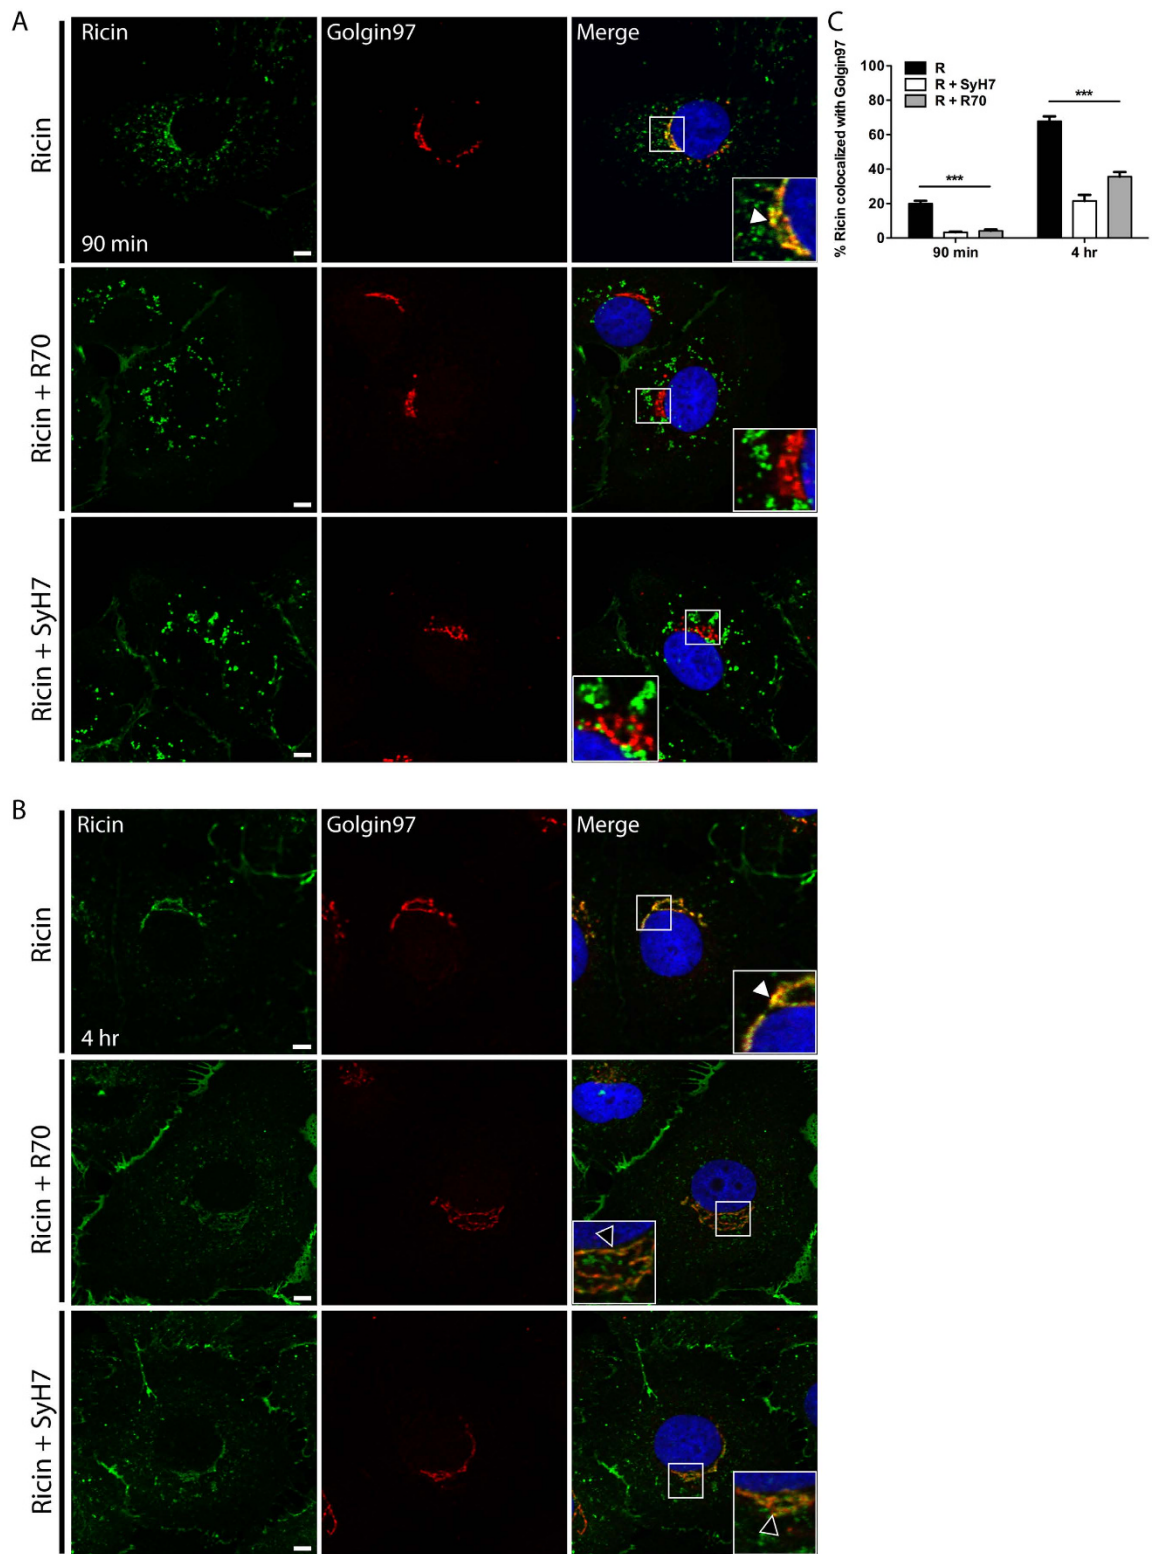 A
Ricin
Golgin97
Merge
Ricin
90 min
Ricin + R70
Ricin + SyH7
B
Ricin
Golgin97
Merge
Ricin
4 hr
Ricin + R70
Ricin + SyH7
C
% Ricin colocalized with Golgin97
100
80
60
40
20
0
R
R + SyH7
R + R70
***
***
90 min
4 hr